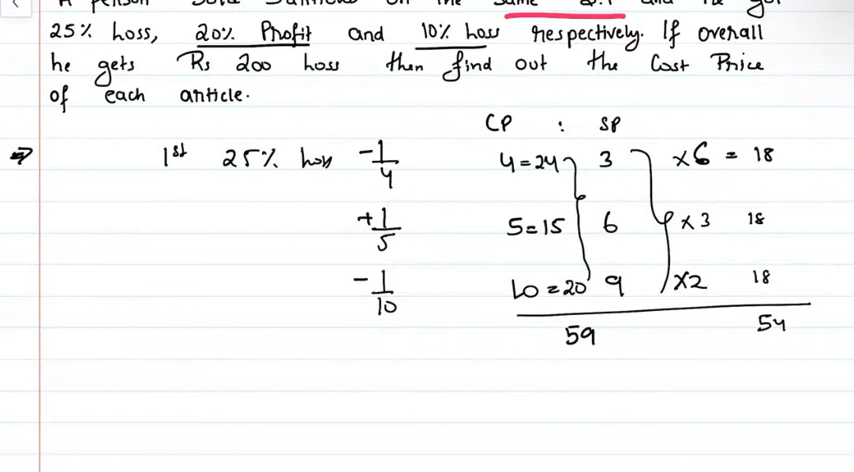 25% loss, 20% Profit and 10% loss respectively. If overall
he gets Rs 200 loss then find out the Cost Price
of each article.
CP : SP
⇒ 1st 25% loss -1/4 4=24 3 ×6 = 18
+1/5 5=15 6 ×3 18
-1/10 10=20 9 ×2 18
59 54